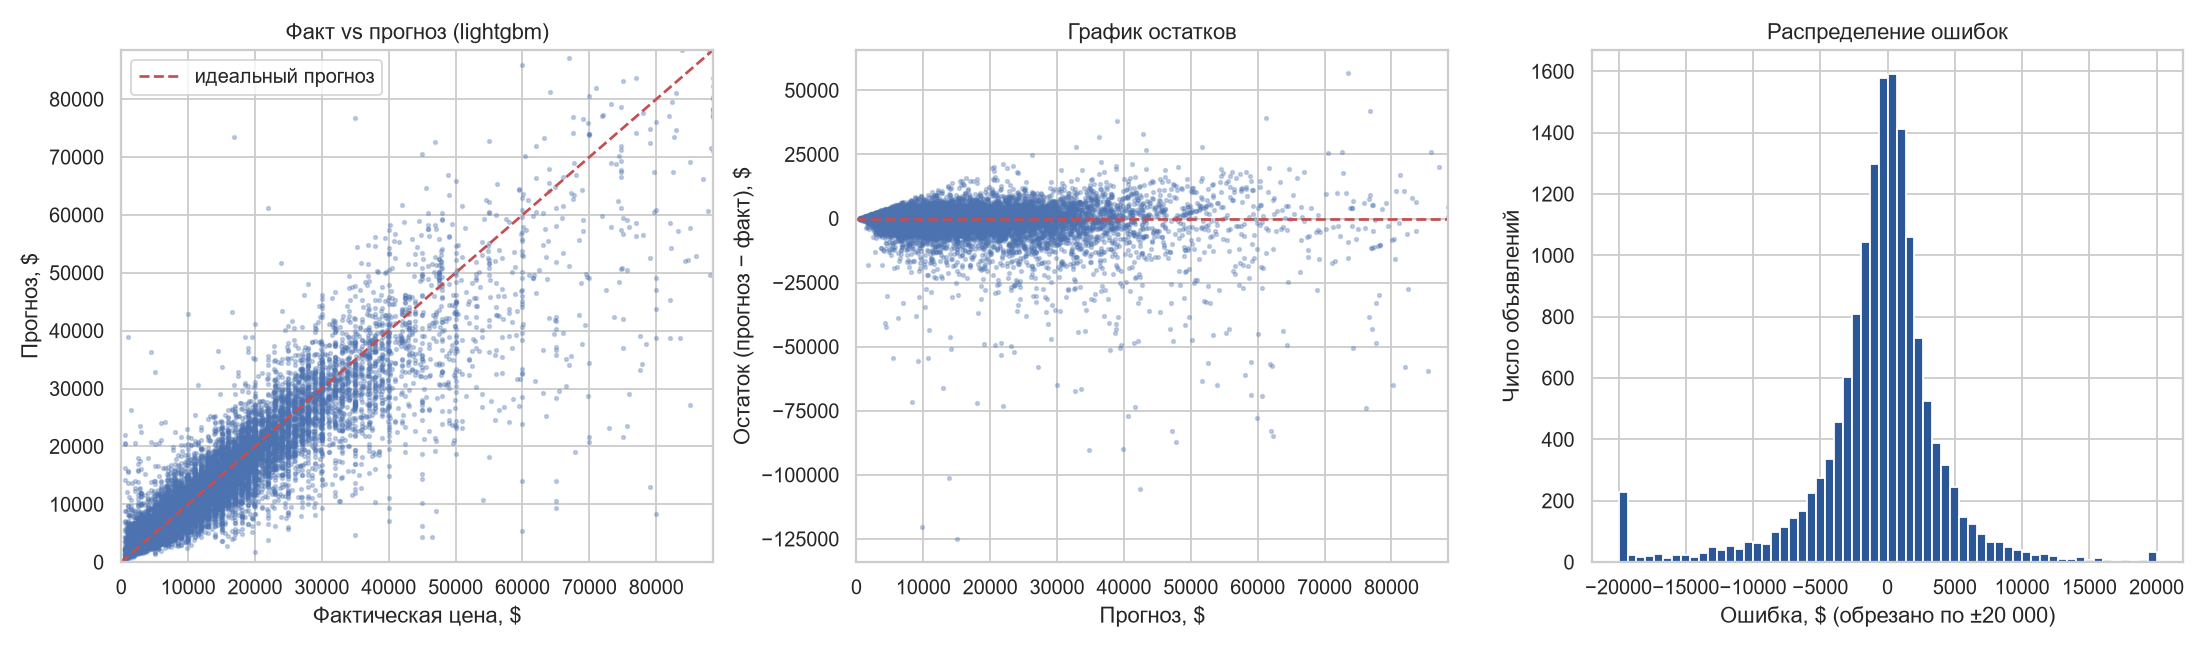 Факт vs прогноз (lightgbm)
идеальный прогноз
80000
70000
60000
50000
40000
30000
20000
10000
0
Прогноз, $
0 10000 20000 30000 40000 50000 60000 70000 80000
Фактическая цена, $
График остатков
50000
25000
0
−25000
−50000
−75000
−100000
−125000
Остаток (прогноз − факт), $
0 10000 20000 30000 40000 50000 60000 70000 80000
Прогноз, $
Распределение ошибок
1600
1400
1200
1000
800
600
400
200
0
Число объявлений
−20000 −15000 −10000 −5000 0 5000 10000 15000 20000
Ошибка, $ (обрезано по ±20 000)